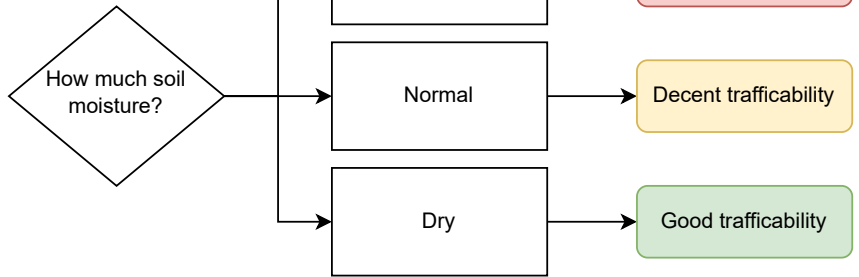 How much soil
moisture?
Normal
Decent trafficability
Dry
Good trafficability